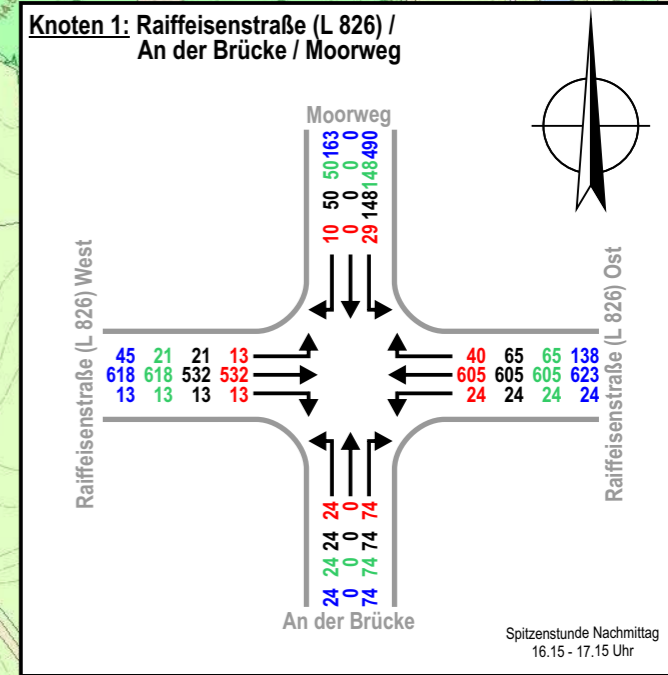 Knoten 1: Raiffeisenstraße (L 826) /
An der Brücke / Moorweg
Moorweg
10 50 50 163
0 0 0 0
29 148 148 490
Raiffeisenstraße (L 826) West
45 21 21 13
618 618 532 532
13 13 13 13
40 65 65 138
605 605 605 623
24 24 24 24
Raiffeisenstraße (L 826) Ost
24 24 24 24
0 0 0 0
74 74 74 74
An der Brücke
Spitzenstunde Nachmittag
16.15 - 17.15 Uhr